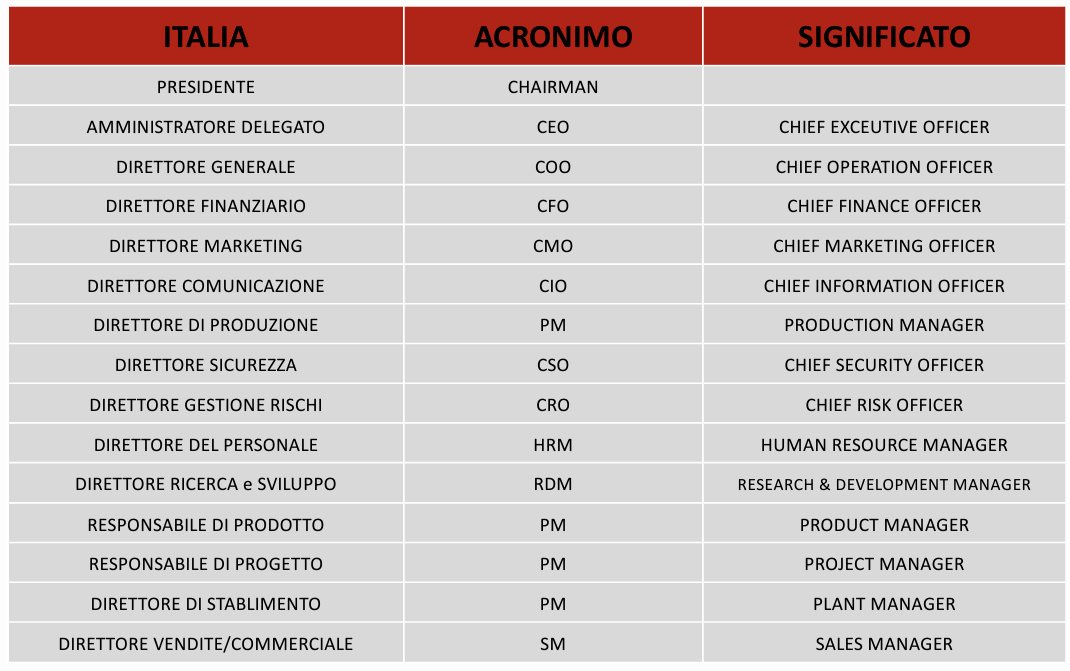 ITALIA ACRONIMO SIGNIFICATO
PRESIDENTE CHAIRMAN
AMMINISTRATORE DELEGATO CEO CHIEF EXCEUTIVE OFFICER
DIRETTORE GENERALE COO CHIEF OPERATION OFFICER
DIRETTORE FINANZIARIO CFO CHIEF FINANCE OFFICER
DIRETTORE MARKETING CMO CHIEF MARKETING OFFICER
DIRETTORE COMUNICAZIONE CIO CHIEF INFORMATION OFFICER
DIRETTORE DI PRODUZIONE PM PRODUCTION MANAGER
DIRETTORE SICUREZZA CSO CHIEF SECURITY OFFICER
DIRETTORE GESTIONE RISCHI CRO CHIEF RISK OFFICER
DIRETTORE DEL PERSONALE HRM HUMAN RESOURCE MANAGER
DIRETTORE RICERCA e SVILUPPO RDM RESEARCH & DEVELOPMENT MANAGER
RESPONSABILE DI PRODOTTO PM PRODUCT MANAGER
RESPONSABILE DI PROGETTO PM PROJECT MANAGER
DIRETTORE DI STABLIMENTO PM PLANT MANAGER
DIRETTORE VENDITE/COMMERCIALE SM SALES MANAGER